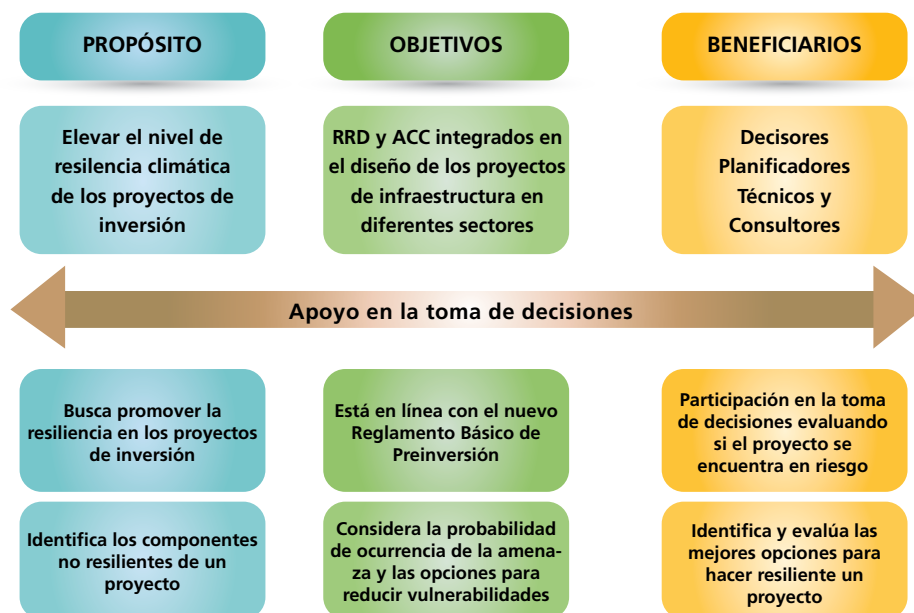 PROPÓSITO
OBJETIVOS
BENEFICIARIOS
Elevar el nivel de
resilencia climática
de los proyectos de
inversión
RRD y ACC integrados en
el diseño de los proyectos
de infraestructura en
diferentes sectores
Decisores
Planificadores
Técnicos y
Consultores
Apoyo en la toma de decisiones
Busca promover la
resiliencia en los proyectos
de inversión
Está en línea con el nuevo
Reglamento Básico de
Preinversión
Participación en la toma
de decisiones evaluando
si el proyecto se
encuentra en riesgo
Identifica los componentes
no resilientes de un
proyecto
Considera la probabilidad
de ocurrencia de la amena-
za y las opciones para
reducir vulnerabilidades
Identifica y evalúa las
mejores opciones para
hacer resiliente un
proyecto